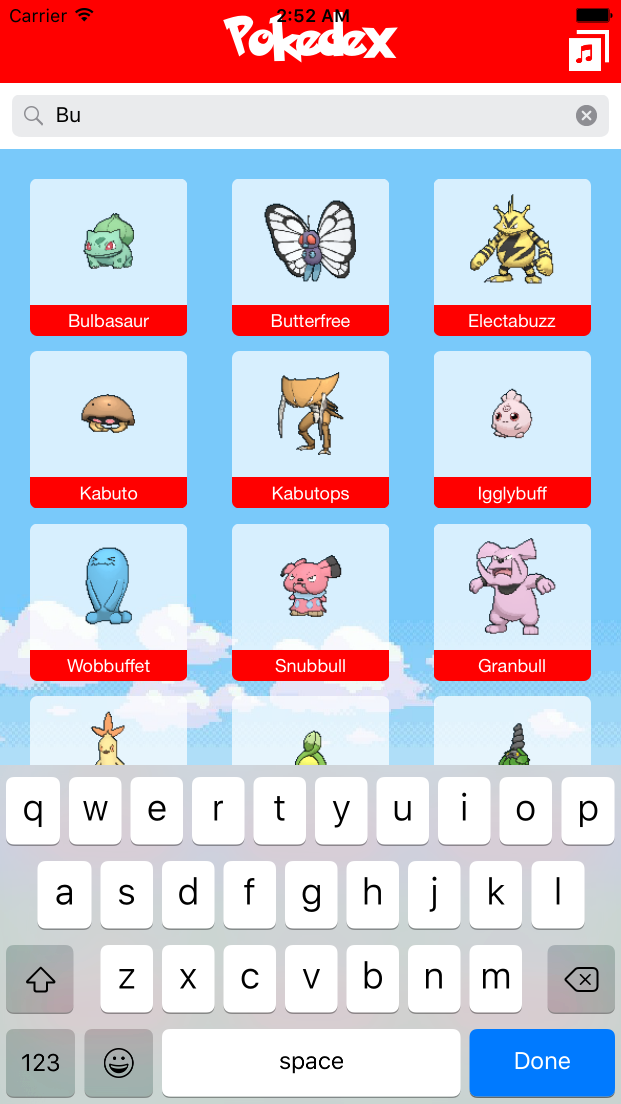 Carrier 2:52 AM
Pokedex
Bu
Bulbasaur Butterfree Electabuzz
Kabuto Kabutops Igglybuff
Wobbuffet Snubbull Granbull
q w e r t y u i o p
a s d f g h j k l
z x c v b n m
123 space Done